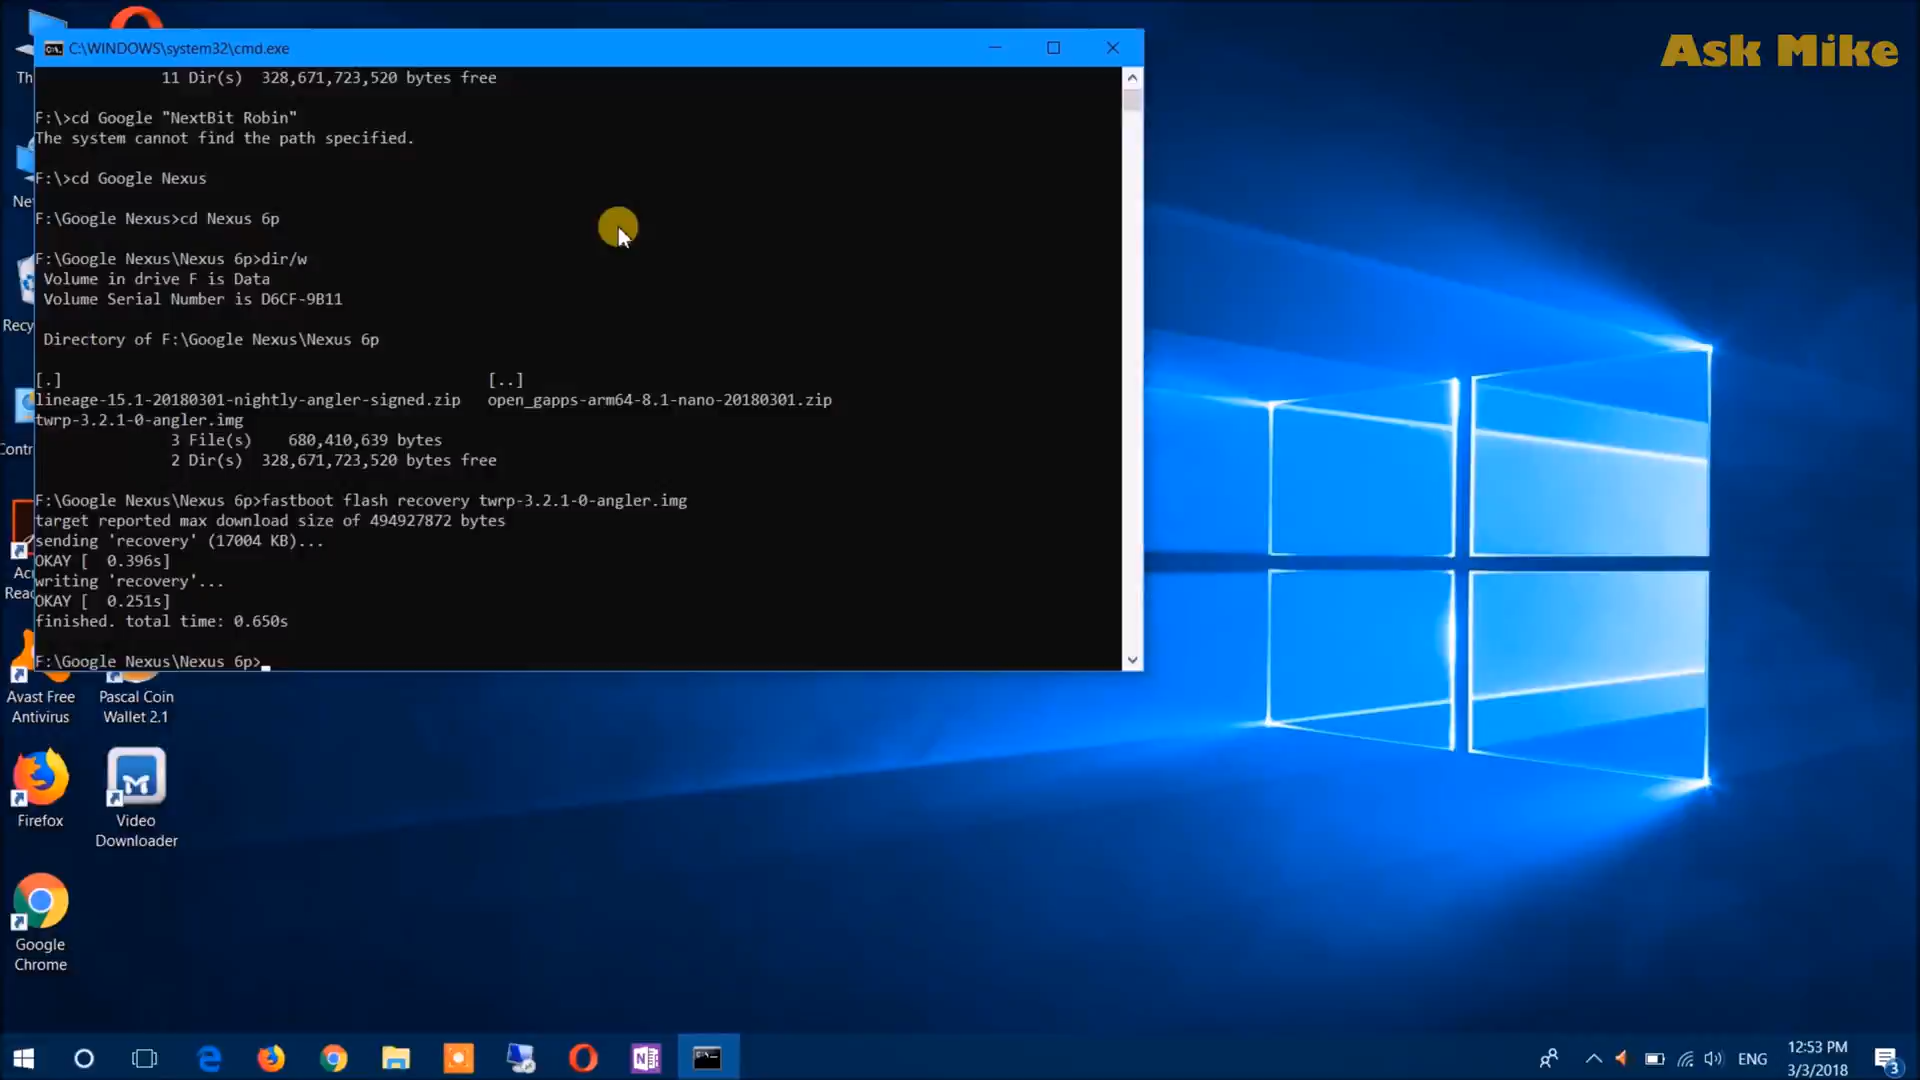 Ask Mike
C:\WINDOWS\system32\cmd.exe
11 Dir(s) 328,671,723,520 bytes free
F:\>cd Google "NextBit Robin"
The system cannot find the path specified.
F:\>cd Google Nexus
F:\Google Nexus>cd Nexus 6p
F:\Google Nexus\Nexus 6p>dir/w
Volume in drive F is Data
Volume Serial Number is D6CF-9B11
Directory of F:\Google Nexus\Nexus 6p
[.] [..]
lineage-15.1-20180301-nightly-angler-signed.zip open_gapps-arm64-8.1-nano-20180301.zip
twrp-3.2.1-0-angler.img
3 File(s) 680,410,639 bytes
2 Dir(s) 328,671,723,520 bytes free
F:\Google Nexus\Nexus 6p>fastboot flash recovery twrp-3.2.1-0-angler.img
target reported max download size of 494927872 bytes
sending 'recovery' (17004 KB)...
OKAY [ 0.396s]
writing 'recovery'...
OKAY [ 0.251s]
finished. total time: 0.650s
F:\Google Nexus\Nexus 6p>
Th
Ne
Recy
Contr
Acr
Read
Avast Free
Antivirus
Pascal Coin
Wallet 2.1
Firefox
Video
Downloader
Google
Chrome
ENG
12:53 PM
3/3/2018
3